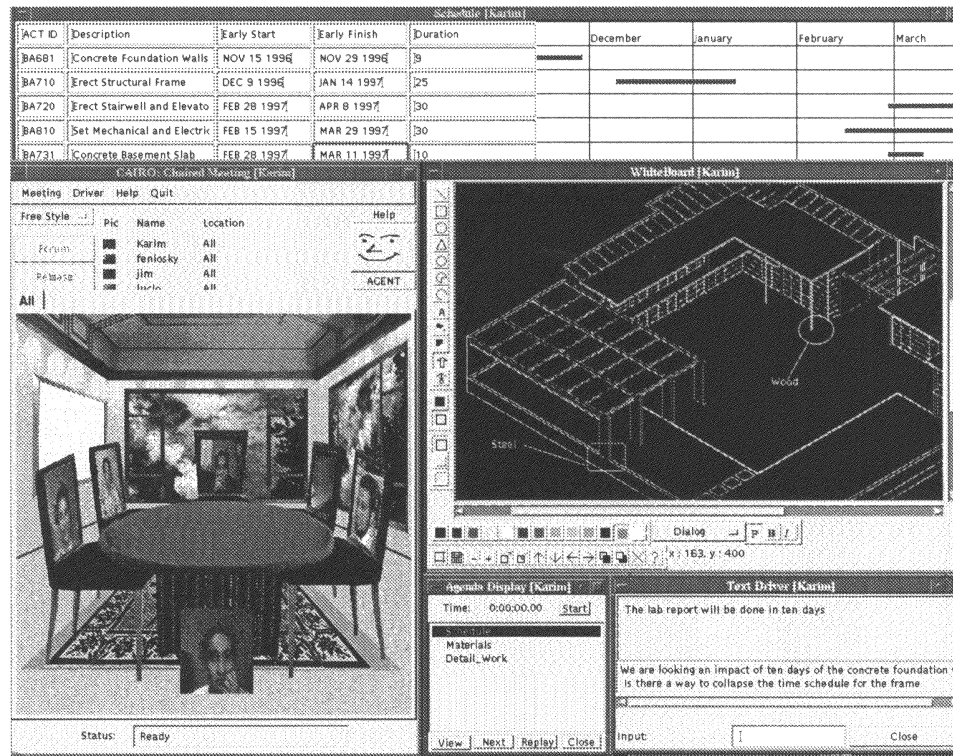 Schedule [Karim]
ACT ID Description Early Start Early Finish Duration December January February March
BA681 Concrete Foundation Walls NOV 15 1996 NOV 29 1996 9
BA710 Erect Structural Frame DEC 9 1996 JAN 14 1997 25
BA720 Erect Stairwell and Elevato FEB 28 1997 APR 8 1997 30
BA810 Set Mechanical and Electric FEB 15 1997 MAR 29 1997 30
BA731 Concrete Basement Slab FEB 28 1997 MAR 11 1997 10
CAIRO: Chaired Meeting [Karim]
Meeting Driver Help Quit
Free Style Pic Name Location Help
Forum
Karim All
feniosky All
jim All
lucio All
AGENT
All
Status: Ready
WhiteBoard [Karim]
A
Wood
Steel
Dialog P B I
x : 163, y : 400
Agenda Display [Karim]
Time: 0:00:00.00 Start
Schedule
Materials
Detail_Work
View Next Replay Close
Text Driver [Karim]
The lab report will be done in ten days
We are looking an impact of ten days of the concrete foundation
Is there a way to collapse the time schedule for the frame
Input: Close